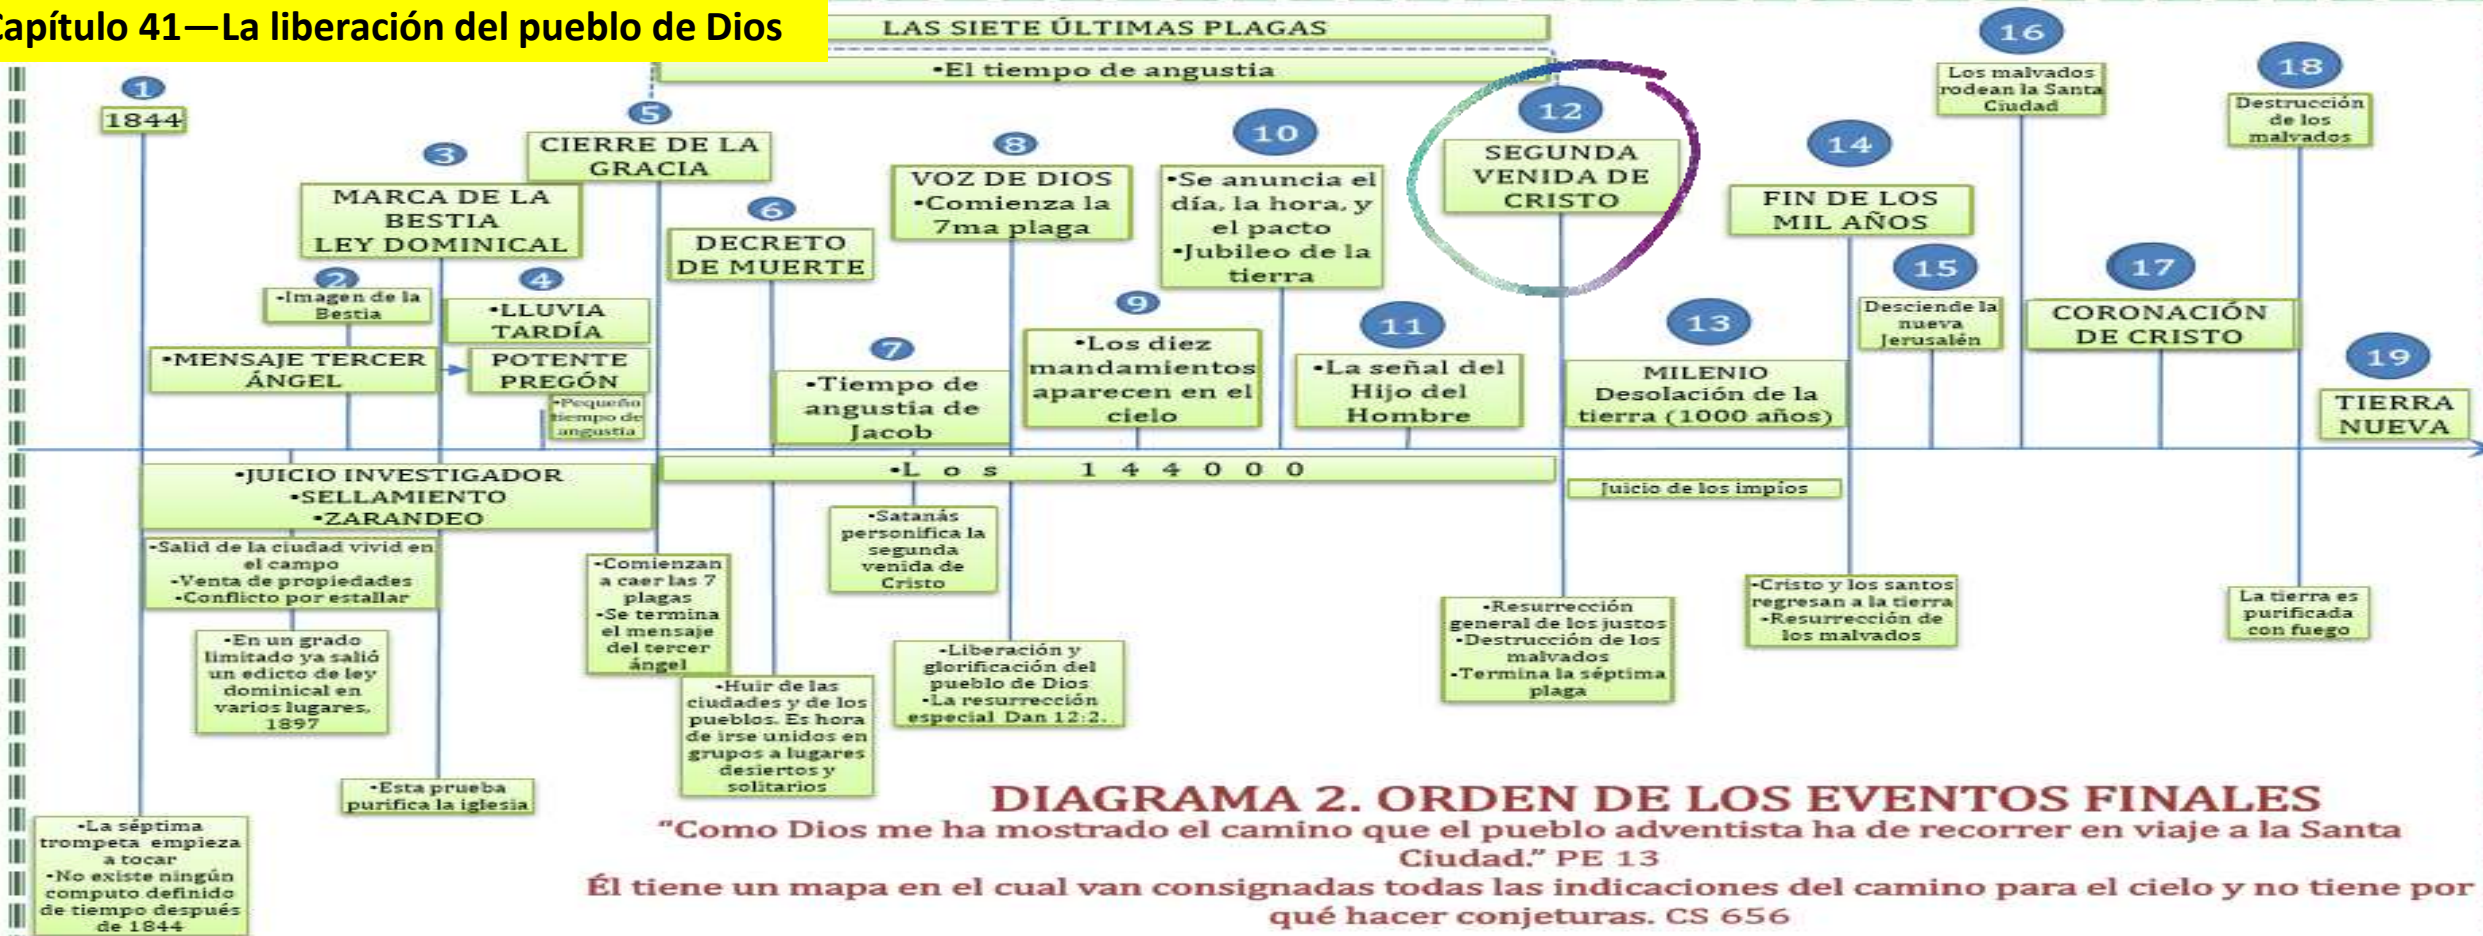 Capítulo 41—La liberación del pueblo de Dios
LAS SIETE ÚLTIMAS PLAGAS
•El tiempo de angustia
1
1844
2
•Imagen de la
Bestia
•MENSAJE TERCER
ÁNGEL
3
MARCA DE LA
BESTIA
LEY DOMINICAL
4
•LLUVIA
TARDÍA
POTENTE
PREGÓN
•Pequeño
tiempo de
angustia
5
CIERRE DE LA
GRACIA
6
DECRETO
DE MUERTE
7
•Tiempo de
angustia de
Jacob
8
VOZ DE DIOS
•Comienza la
7ma plaga
9
•Los diez
mandamientos
aparecen en el
cielo
10
•Se anuncia el
día, la hora, y
el pacto
•Jubileo de la
tierra
11
•La señal del
Hijo del
Hombre
12
SEGUNDA
VENIDA DE
CRISTO
13
MILENIO
Desolación de la
tierra (1000 años)
14
FIN DE LOS
MIL AÑOS
15
Desciende la
nueva
Jerusalén
16
Los malvados
rodean la Santa
Ciudad
17
CORONACIÓN
DE CRISTO
18
Destrucción
de los
malvados
19
TIERRA
NUEVA
•JUICIO INVESTIGADOR
•SELLAMIENTO
•ZARANDEO
•Los 144000
Juicio de los impíos
•Salid de la ciudad vivid en
el campo
•Venta de propiedades
•Conflicto por estallar
•En un grado
limitado ya salió
un edicto de ley
dominical en
varios lugares,
1897
•Esta prueba
purifica la iglesia
•La séptima
trompeta empieza
a tocar
•No existe ningún
computo definido
de tiempo después
de 1844
•Comienzan
a caer las 7
plagas
•Se termina
el mensaje
del tercer
ángel
•Huir de las
ciudades y de los
pueblos. Es hora
de irse unidos en
grupos a lugares
desiertos y
solitarios
•Satanás
personifica la
segunda
venida de
Cristo
•Liberación y
glorificación del
pueblo de Dios
•La resurrección
especial Dan 12:2.
•Resurrección
general de los justos
•Destrucción de los
malvados
•Termina la séptima
plaga
•Cristo y los santos
regresan a la tierra
•Resurrección de
los malvados
La tierra es
purificada
con fuego
DIAGRAMA 2. ORDEN DE LOS EVENTOS FINALES
“Como Dios me ha mostrado el camino que el pueblo adventista ha de recorrer en viaje a la Santa
Ciudad.” PE 13
Él tiene un mapa en el cual van consignadas todas las indicaciones del camino para el cielo y no tiene por
qué hacer conjeturas. CS 656